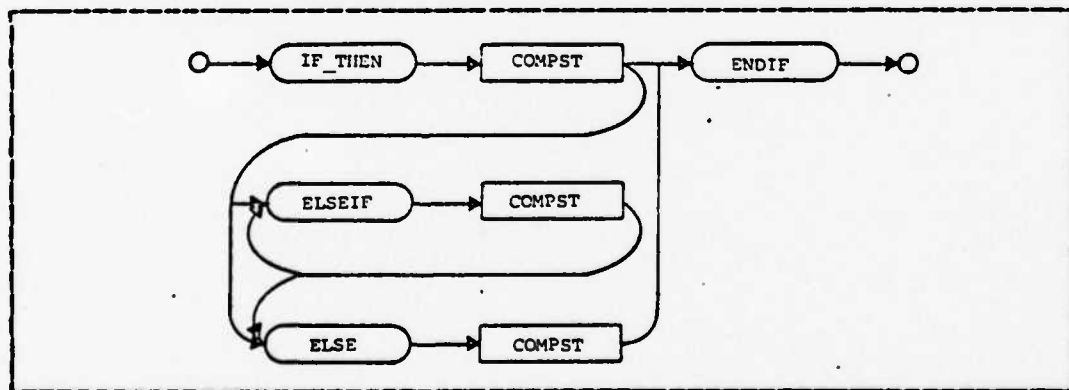 IF_THEN COMPST ENDIF
ELSEIF COMPST
ELSE COMPST